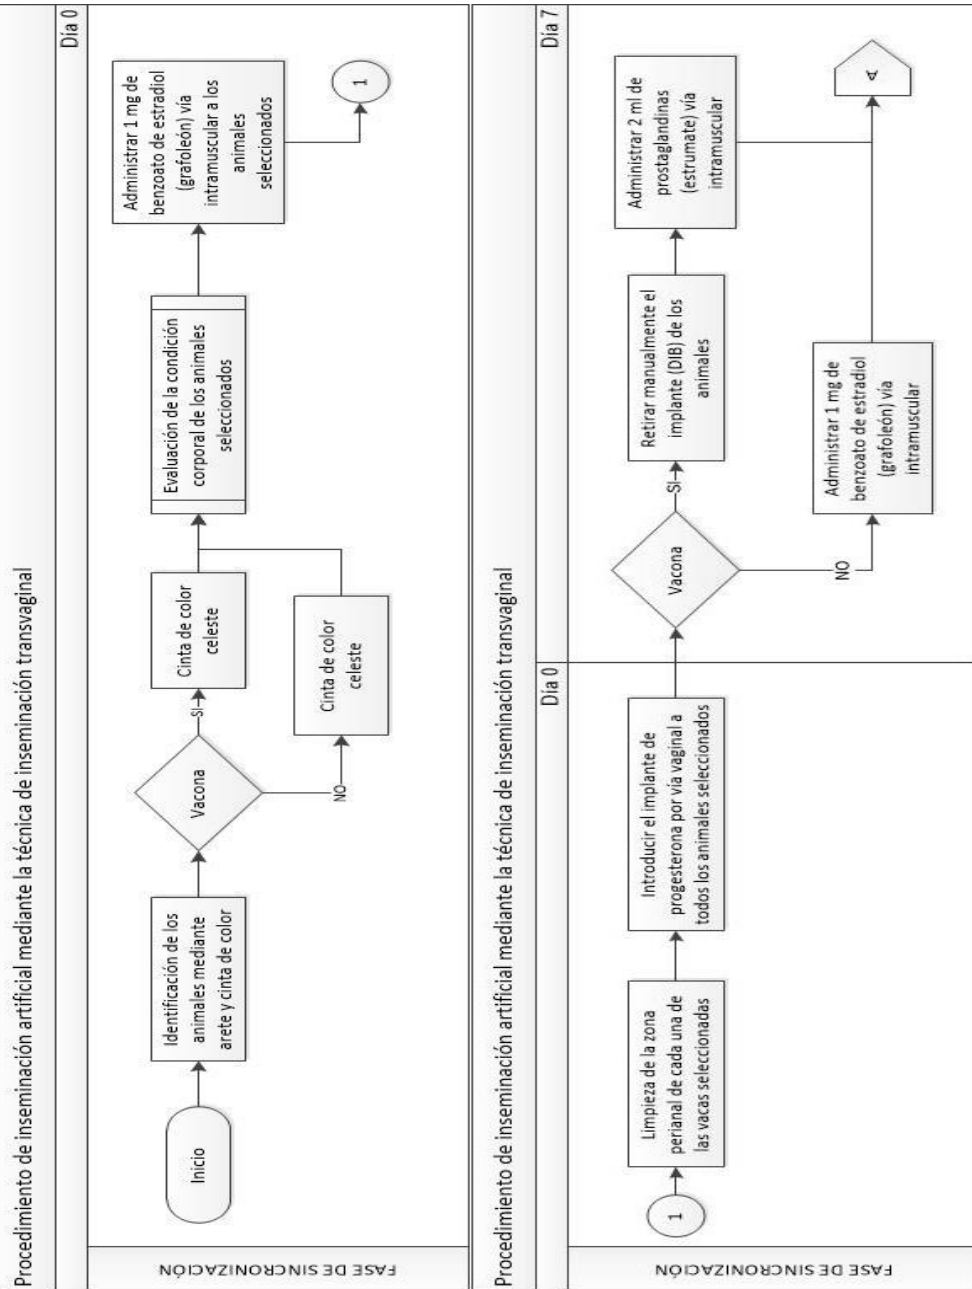 Procedimiento de inseminación artificial mediante la técnica de inseminación transvaginal
Día 0
FASE DE SINCRONIZACIÓN
Inicio
Identificación de los
animales mediante
arete y cinta de color
Vacona
SI
Cinta de color
celeste
NO
Cinta de color
celeste
Evaluación de la condición
corporal de los animales
seleccionados
Administrar 1 mg de
benzoato de estradiol
(grafoleón) vía
intramuscular a los
animales
seleccionados
1
Procedimiento de inseminación artificial mediante la técnica de inseminación transvaginal
Día 0
Día 7
FASE DE SINCRONIZACIÓN
1
Limpieza de la zona
perianal de cada una de
las vacas seleccionadas
Introducir el implante de
progesterona por vía vaginal a
todos los animales seleccionados
Vacona
SI
Retirar manualmente el
implante (DIB) de los
animales
Administrar 2 ml de
prostaglandinas
(estrumate) vía
intramuscular
NO
Administrar 1 mg de
benzoato de estradiol
(grafoleón) vía
intramuscular
A